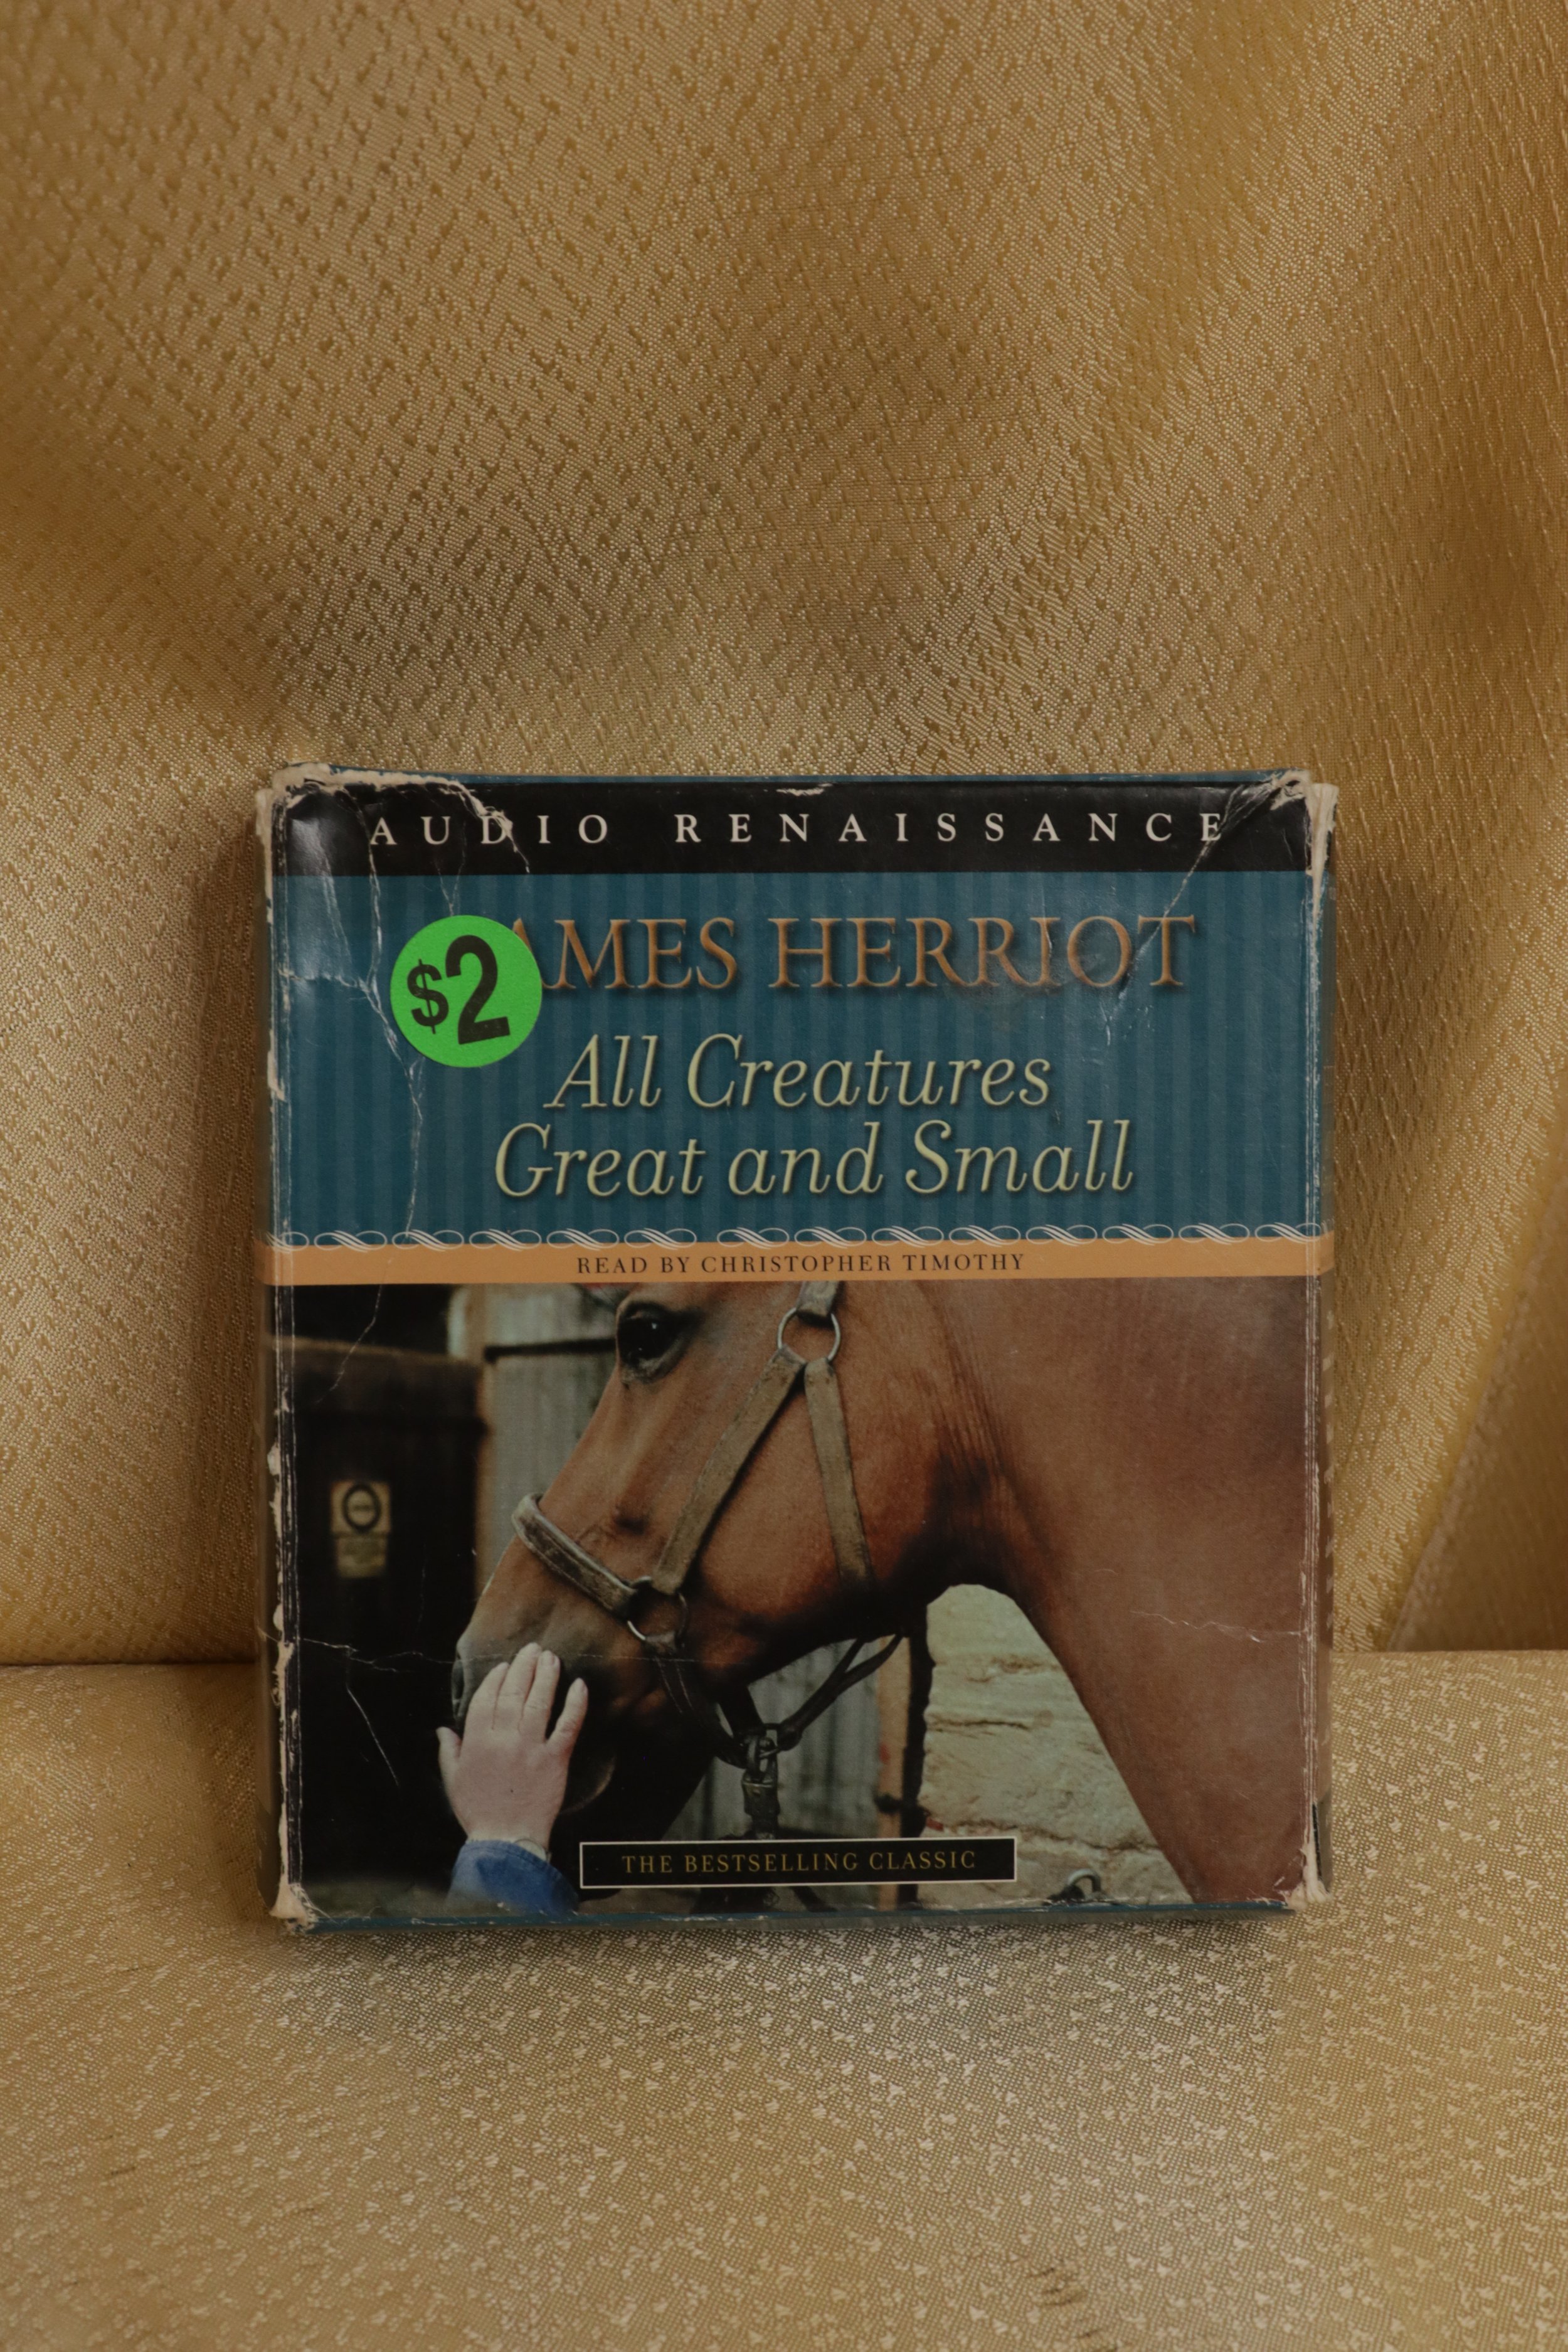 AUDIO RENAISSANCE
$2
AMES HERRIOT
All Creatures
Great and Small
READ BY CHRISTOPHER TIMOTHY
THE BESTSELLING CLASSIC